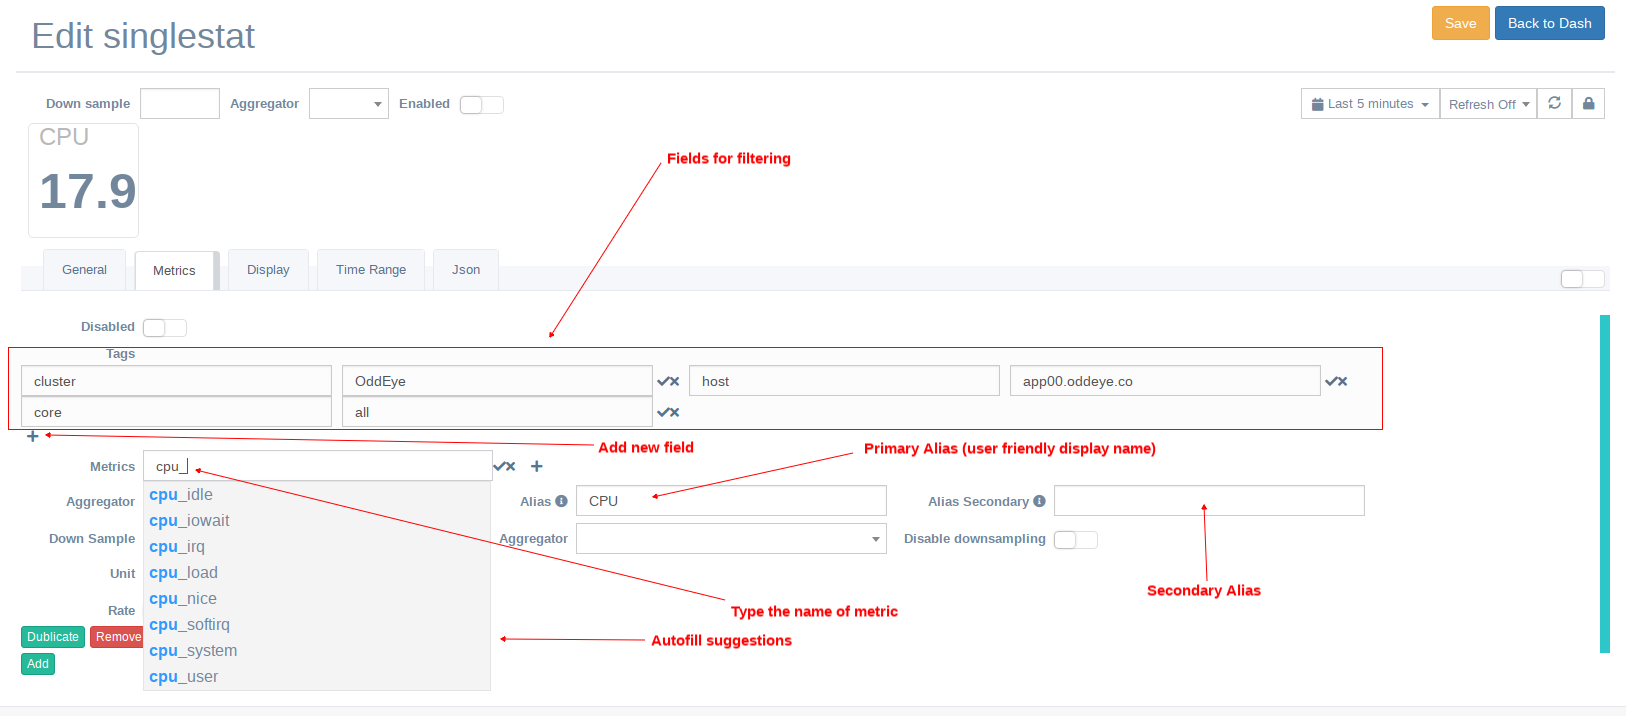 Edit singlestat
Save
Back to Dash
Down sample
Aggregator
Enabled
Last 5 minutes
Refresh Off
CPU
17.9
Fields for filtering
General
Metrics
Display
Time Range
Json
Disabled
Tags
cluster
OddEye
host
app00.oddeye.co
core
all
Add new field
Primary Alias (user friendly display name)
Metrics
cpu_
Aggregator
cpu_idle
Alias
CPU
Alias Secondary
cpu_iowait
Down Sample
cpu_irq
Aggregator
Disable downsampling
Unit
cpu_load
Secondary Alias
Rate
cpu_nice
Type the name of metric
cpu_softirq
Dublicate
Remove
Autofill suggestions
cpu_system
Add
cpu_user